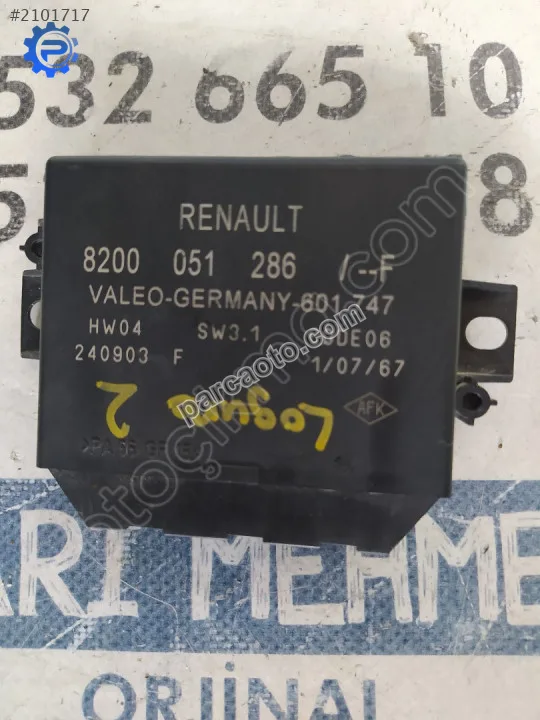 #2101717
532 665 10
5
8
RENAULT
8200 051 286 /--F
VALEO-GERMANY-601 747
HW04 SW3.1 DE06
240903 F 1/07/67
parcaoto.com
Laguna 2
AFK
ARI MEHME
ORİJİNAL